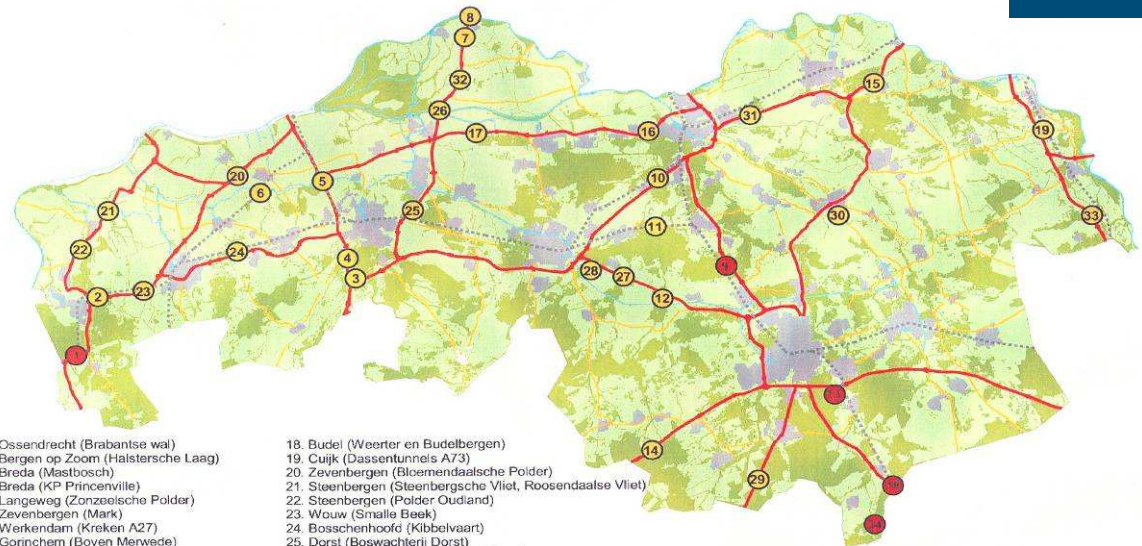 8
7
32
15
26
31
19
17
16
5
20
10
6
25
21
30
33
11
22
24
4
9
28
27
3
12
23
2
1
14
29
Ossendrecht (Brabantse wal)
Bergen op Zoom (Halstersche Laag)
Breda (Mastbosch)
Breda (KP Princenville)
Langeweg (Zonzeelsche Polder)
Zevenbergen (Mark)
Werkendam (Kreken A27)
Gorinchem (Boven Merwede)
18. Budel (Weerter en Budelbergen)
19. Cuijk (Dassentunnels A73)
20. Zevenbergen (Bloemendaalsche Polder)
21. Steenbergen (Steenbergsche Vliet, Roosendaalse Vliet)
22. Steenbergen (Polder Oudland)
23. Wouw (Smalle Beek)
24. Bosschenhoofd (Kibbelvaart)
25. Dorst (Boswachterij Dorst)